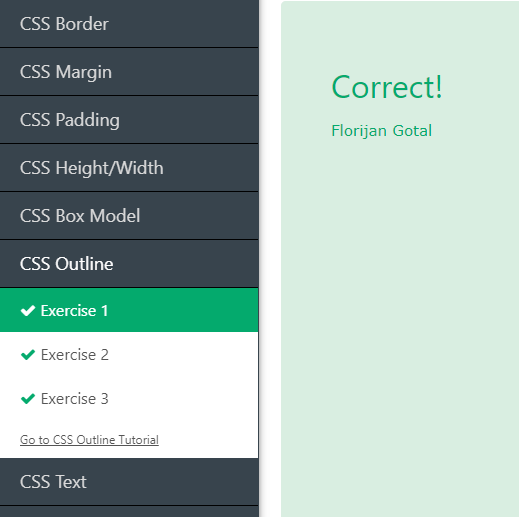 CSS Border
CSS Margin
CSS Padding
CSS Height/Width
CSS Box Model
CSS Outline
Exercise 1
Exercise 2
Exercise 3
Go to CSS Outline Tutorial
CSS Text
Correct!
Florijan Gotal